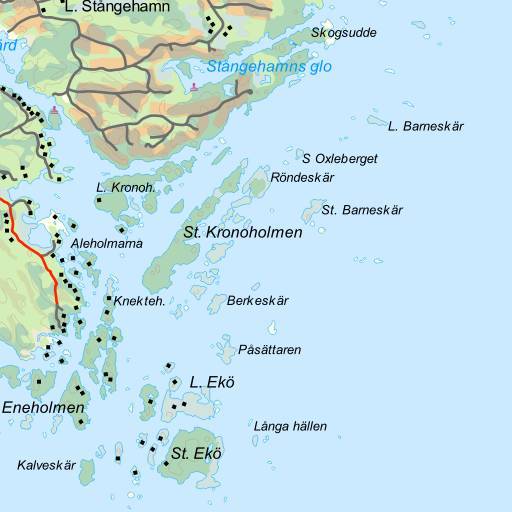 L. Stångehamn
Skogsudde
Stångehamns glo
L. Barneskär
S Oxleberget
Röndeskär
L. Kronoh.
St. Barneskär
St. Kronoholmen
Aleholmarna
Knekteh.
Berkeskär
Påsättaren
L. Ekö
Eneholmen
Långa hällen
St. Ekö
Kalveskär